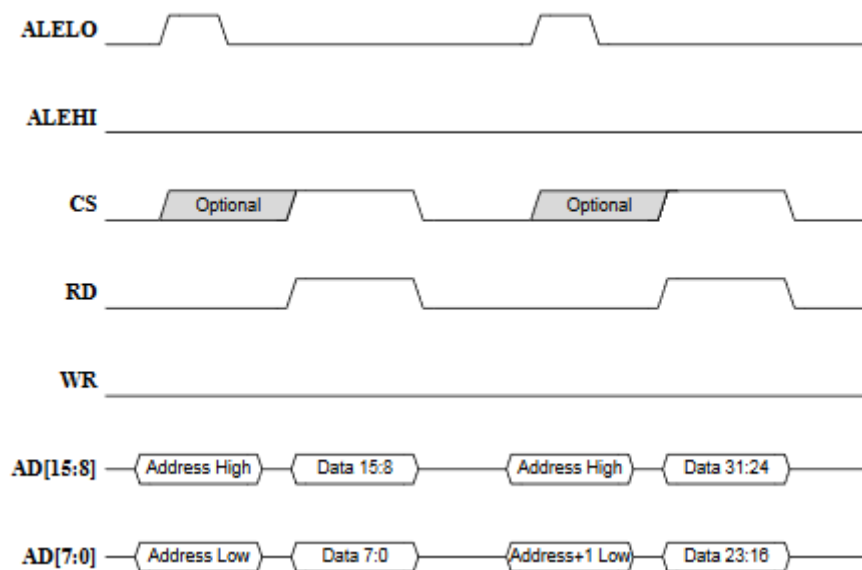 ALELO
ALEHI
CS Optional Optional
RD
WR
AD[15:8] Address High Data 15:8 Address High Data 31:24
AD[7:0] Address Low Data 7:0 Address+1 Low Data 23:16